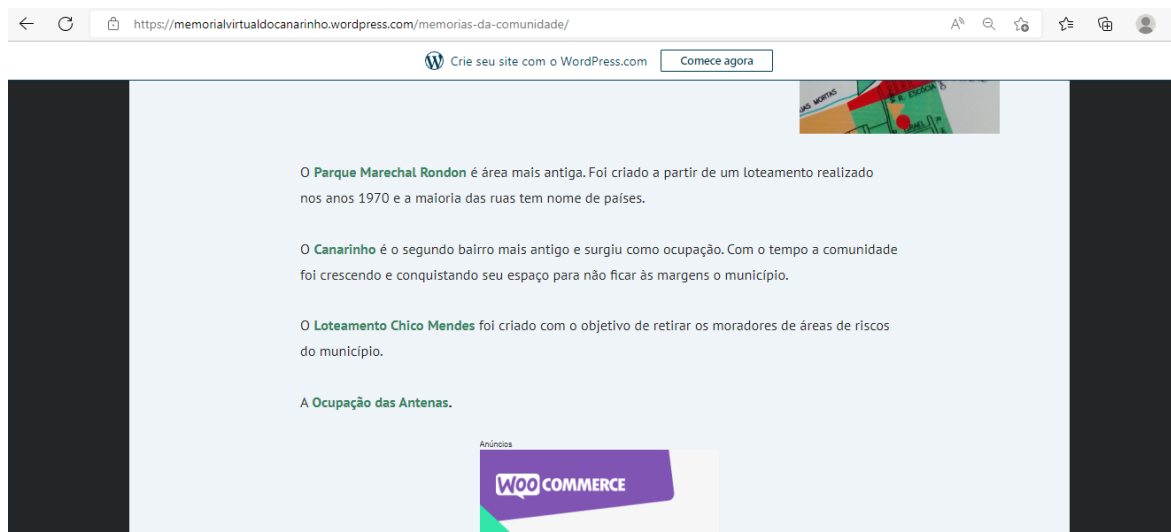 https://memorialvirtualdocanarinho.wordpress.com/memorias-da-comunidade/
Crie seu site com o WordPress.com
Comece agora
MORTAS
R. ESCÓCIA
ISRAEL
O Parque Marechal Rondon é área mais antiga. Foi criado a partir de um loteamento realizado
nos anos 1970 e a maioria das ruas tem nome de países.
O Canarinho é o segundo bairro mais antigo e surgiu como ocupação. Com o tempo a comunidade
foi crescendo e conquistando seu espaço para não ficar às margens o município.
O Loteamento Chico Mendes foi criado com o objetivo de retirar os moradores de áreas de riscos
do município.
A Ocupação das Antenas.
Anúncios
WOO COMMERCE